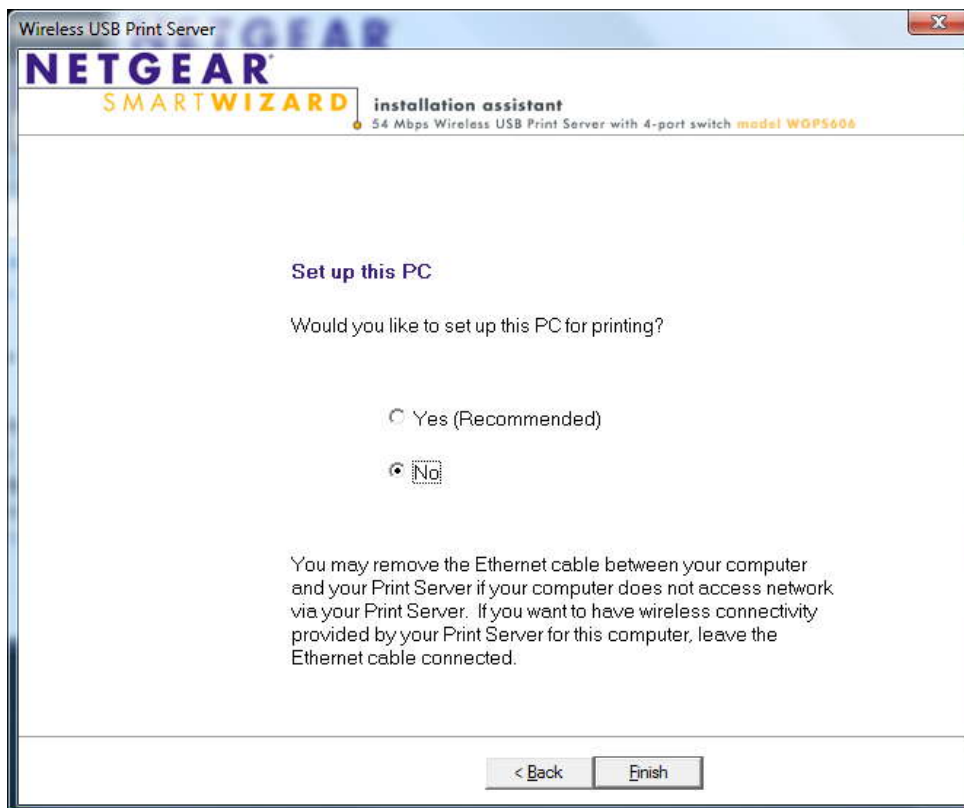 Wireless USB Print Server
NETGEAR
SMARTWIZARD
installation assistant
54 Mbps Wireless USB Print Server with 4-port switch model WGPS606
Set up this PC
Would you like to set up this PC for printing?
Yes (Recommended)
No
You may remove the Ethernet cable between your computer
and your Print Server if your computer does not access network
via your Print Server. If you want to have wireless connectivity
provided by your Print Server for this computer, leave the
Ethernet cable connected.
< Back
Finish